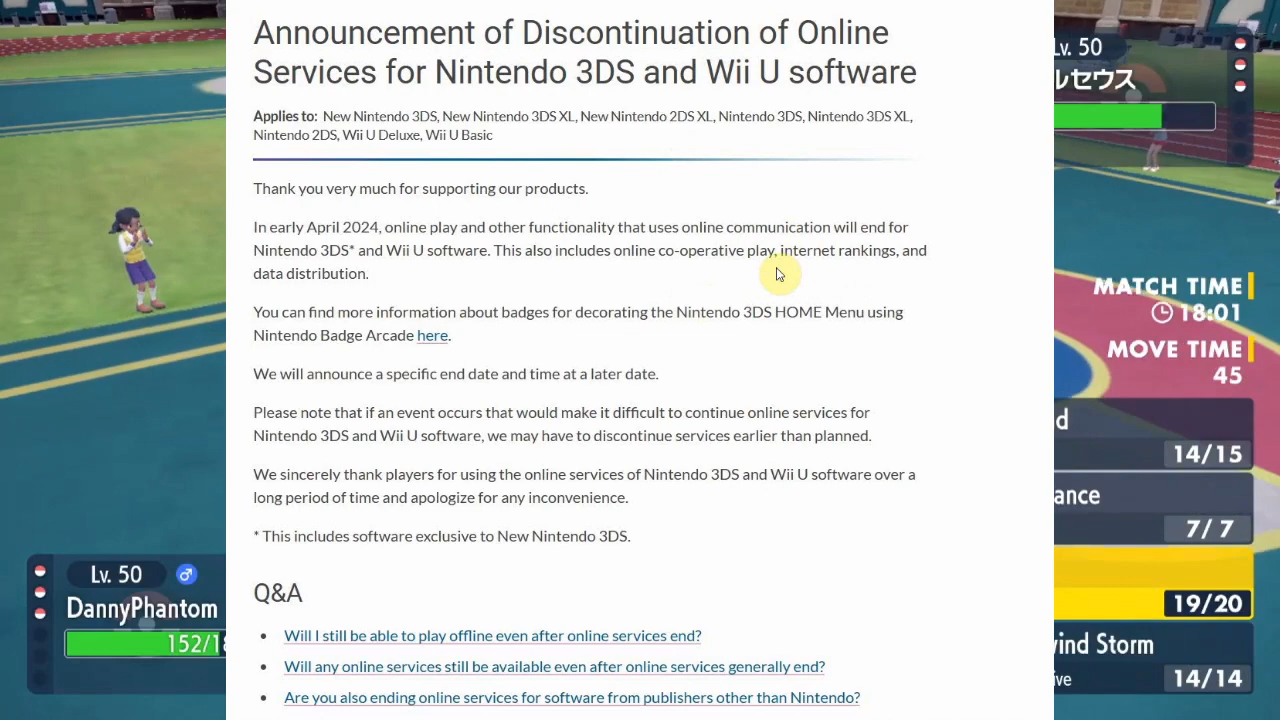 Announcement of Discontinuation of Online
Services for Nintendo 3DS and Wii U software
Applies to: New Nintendo 3DS, New Nintendo 3DS XL, New Nintendo 2DS XL, Nintendo 3DS, Nintendo 3DS XL,
Nintendo 2DS, Wii U Deluxe, Wii U Basic
Thank you very much for supporting our products.
In early April 2024, online play and other functionality that uses online communication will end for
Nintendo 3DS* and Wii U software. This also includes online co-operative play, internet rankings, and
data distribution.
You can find more information about badges for decorating the Nintendo 3DS HOME Menu using
Nintendo Badge Arcade here.
We will announce a specific end date and time at a later date.
Please note that if an event occurs that would make it difficult to continue online services for
Nintendo 3DS and Wii U software, we may have to discontinue services earlier than planned.
We sincerely thank players for using the online services of Nintendo 3DS and Wii U software over a
long period of time and apologize for any inconvenience.
* This includes software exclusive to New Nintendo 3DS.
Q&A
• Will I still be able to play offline even after online services end?
• Will any online services still be available even after online services generally end?
• Are you also ending online services for software from publishers other than Nintendo?
Lv. 50
DannyPhantom
152/1
Lv. 50
ルセウス
MATCH TIME
18:01
MOVE TIME
45
d
14/15
ance
7/7
19/20
ind Storm
ive
14/14